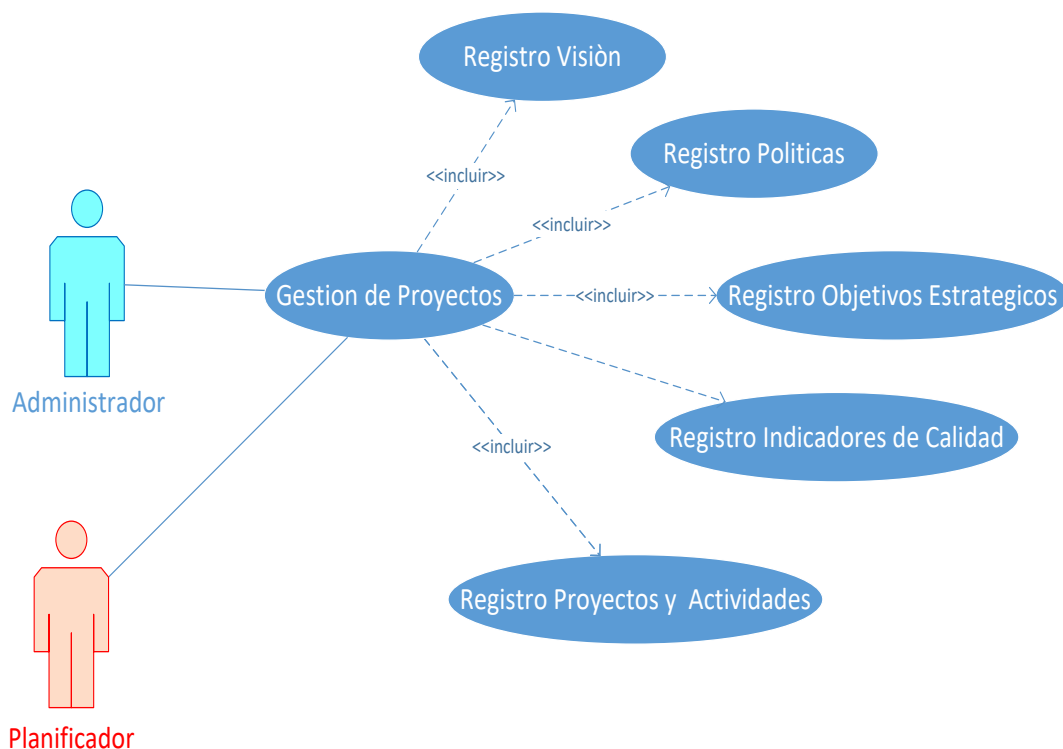 Registro Visiòn
Registro Politicas
<<incluir>>
<<incluir>>
Gestion de Proyectos
<<incluir>>
Registro Objetivos Estrategicos
Administrador
Registro Indicadores de Calidad
<<incluir>>
Registro Proyectos y  Actividades
Planificador